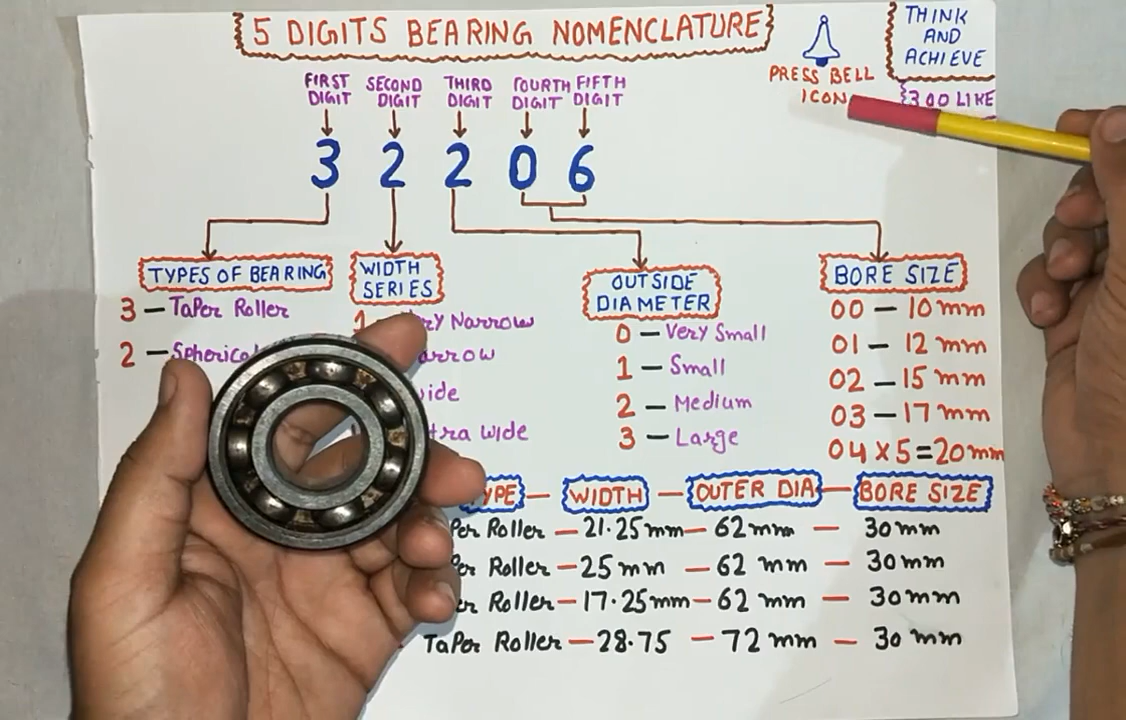 5 DIGITS BEARING NOMENCLATURE
THINK
AND
ACHIEVE
PRESS BELL
ICON
300 LIKE
FIRST DIGIT
SECOND DIGIT
THIRD DIGIT
FOURTH DIGIT
FIFTH DIGIT
3 2 2 0 6
TYPES OF BEARING
3 — TaPer Roller
2 —
WIDTH
SERIES
1
Narrow
OUTSIDE
DIAMETER
0 — Very Small
1 — Small
2 — Medium
3 — Large
BORE SIZE
00 — 10 mm
01 — 12 mm
02 — 15 mm
03 — 17 mm
04 x 5 = 20 mm
wide
— WIDTH — OUTER DIA — BORE SIZE
Roller — 21.25 mm — 62 mm — 30 mm
Roller — 25 mm — 62 mm — 30 mm
Roller — 17.25 mm — 62 mm — 30 mm
TaPer Roller — 28.75 — 72 mm — 30 mm